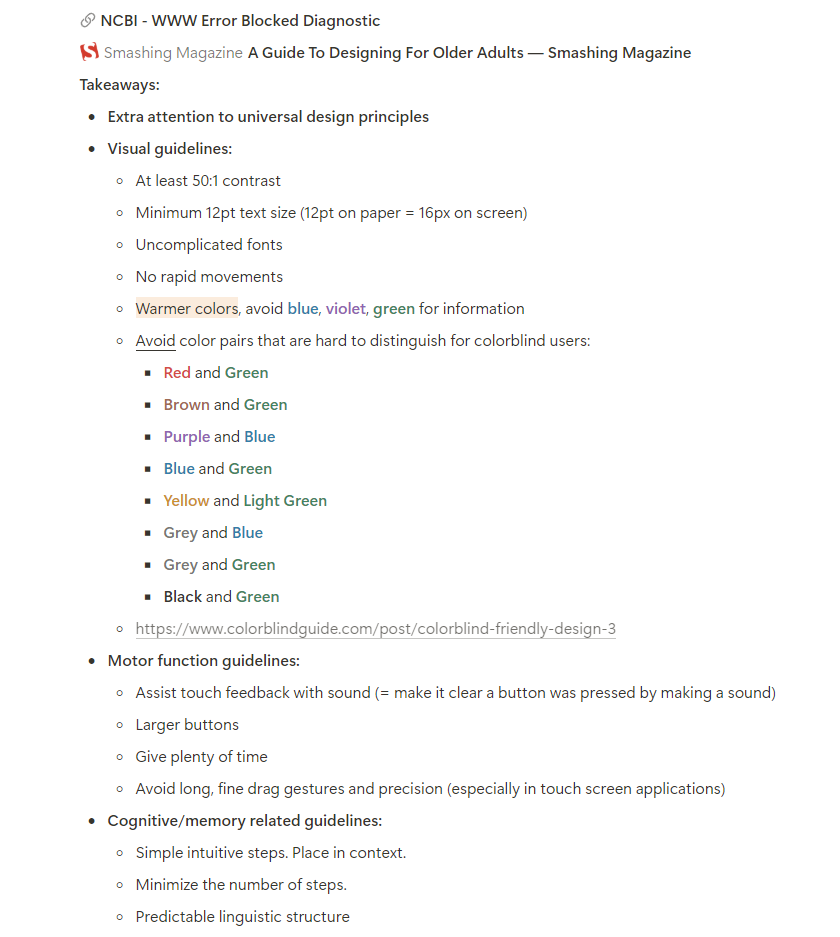 NCBI - WWW Error Blocked Diagnostic
Smashing Magazine A Guide To Designing For Older Adults — Smashing Magazine
Takeaways:
• Extra attention to universal design principles
• Visual guidelines:
◦ At least 50:1 contrast
◦ Minimum 12pt text size (12pt on paper = 16px on screen)
◦ Uncomplicated fonts
◦ No rapid movements
◦ Warmer colors, avoid blue, violet, green for information
◦ Avoid color pairs that are hard to distinguish for colorblind users:
▪ Red and Green
▪ Brown and Green
▪ Purple and Blue
▪ Blue and Green
▪ Yellow and Light Green
▪ Grey and Blue
▪ Grey and Green
▪ Black and Green
◦ https://www.colorblindguide.com/post/colorblind-friendly-design-3
• Motor function guidelines:
◦ Assist touch feedback with sound (= make it clear a button was pressed by making a sound)
◦ Larger buttons
◦ Give plenty of time
◦ Avoid long, fine drag gestures and precision (especially in touch screen applications)
• Cognitive/memory related guidelines:
◦ Simple intuitive steps. Place in context.
◦ Minimize the number of steps.
◦ Predictable linguistic structure